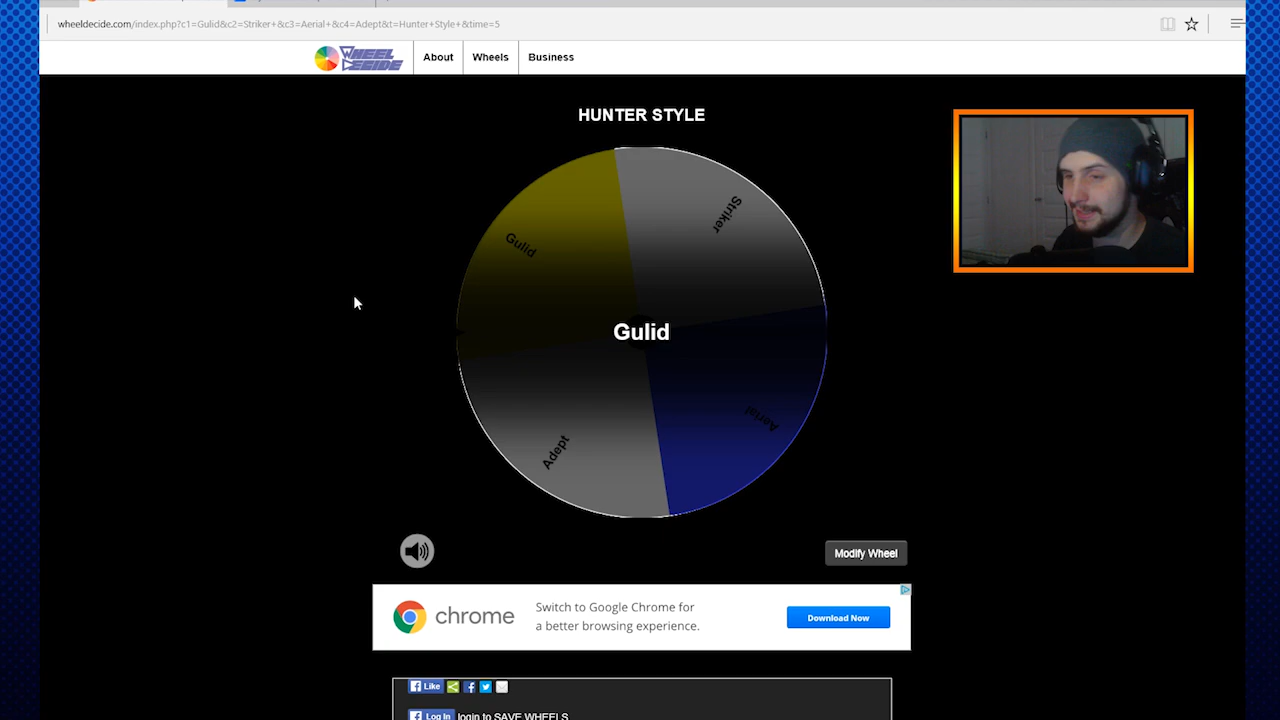 wheeldecide.com/index.php?c1=Gulid&c2=Striker+&c3=Aerial+&c4=Adept&t=Hunter+Style+&time=5
WHEEL DECIDE
About
Wheels
Business
HUNTER STYLE
Striker
Gulid
Gulid
Aerial
Adept
Modify Wheel
chrome
Switch to Google Chrome for
a better browsing experience.
Download Now
Like
Log In login to SAVE WHEELS